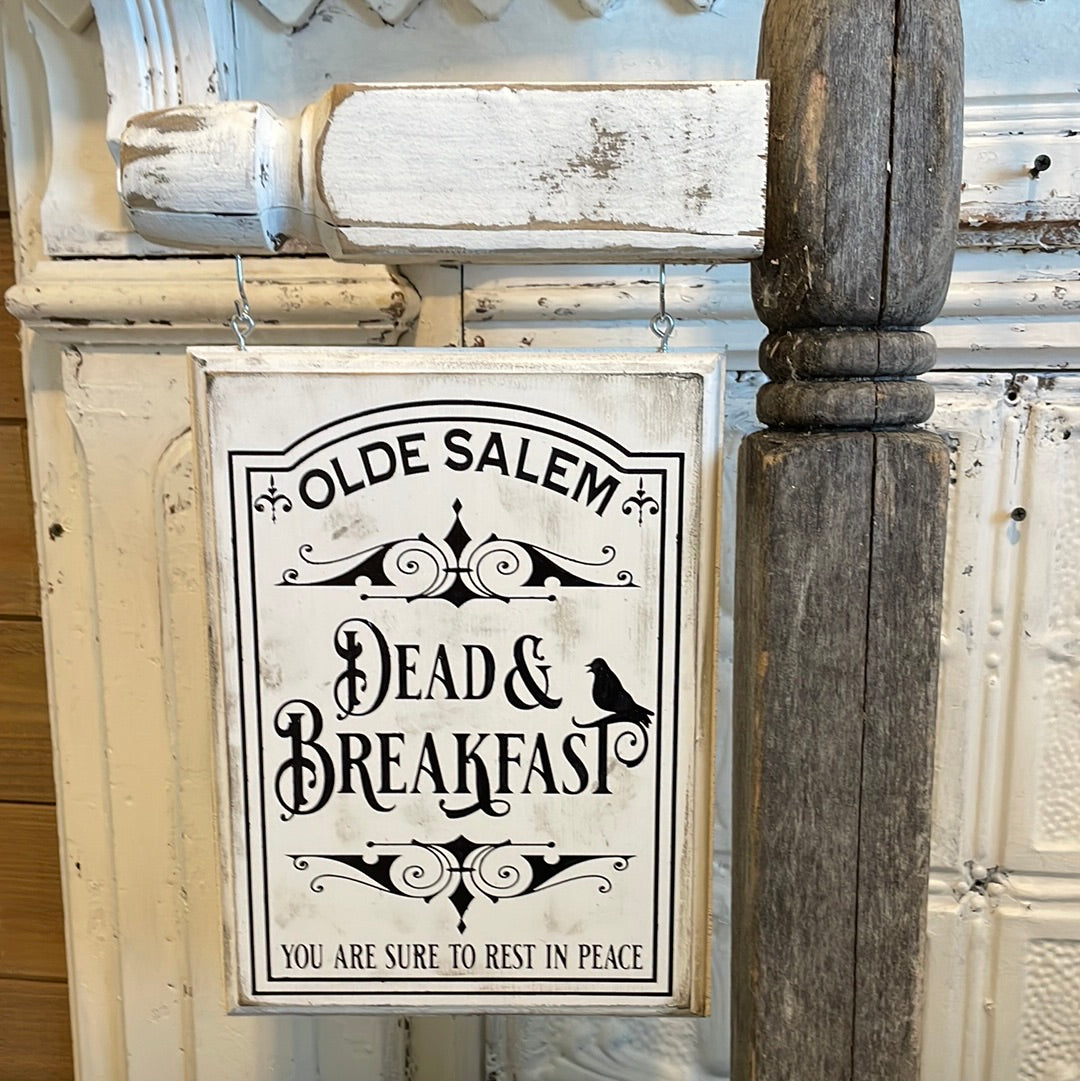 OLDE SALEM
DEAD &
BREAKFAST
YOU ARE SURE TO REST IN PEACE